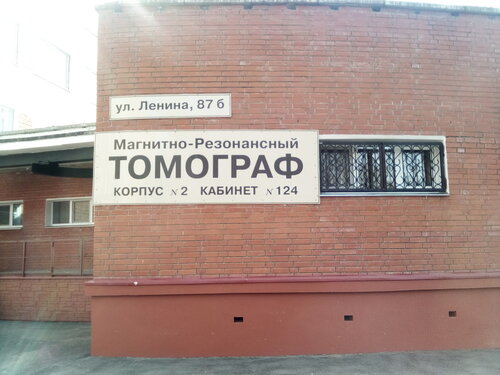 ул. Ленина, 87 б
Магнитно-Резонансный
ТОМОГРАФ
КОРПУС №2 КАБИНЕТ №124